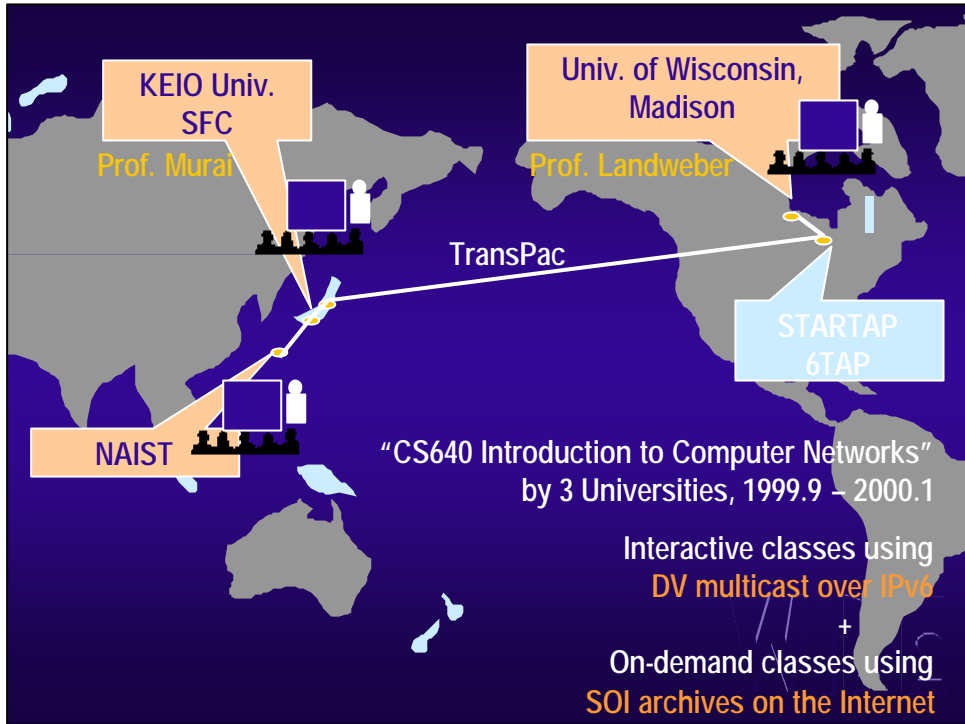 KEIO Univ.
SFC
Prof. Murai
Univ. of Wisconsin,
Madison
Prof. Landweber
TransPac
STARTAP
6TAP
NAIST
“CS640 Introduction to Computer Networks”
by 3 Universities, 1999.9 – 2000.1
Interactive classes using
DV multicast over IPv6
+
On-demand classes using
SOI archives on the Internet